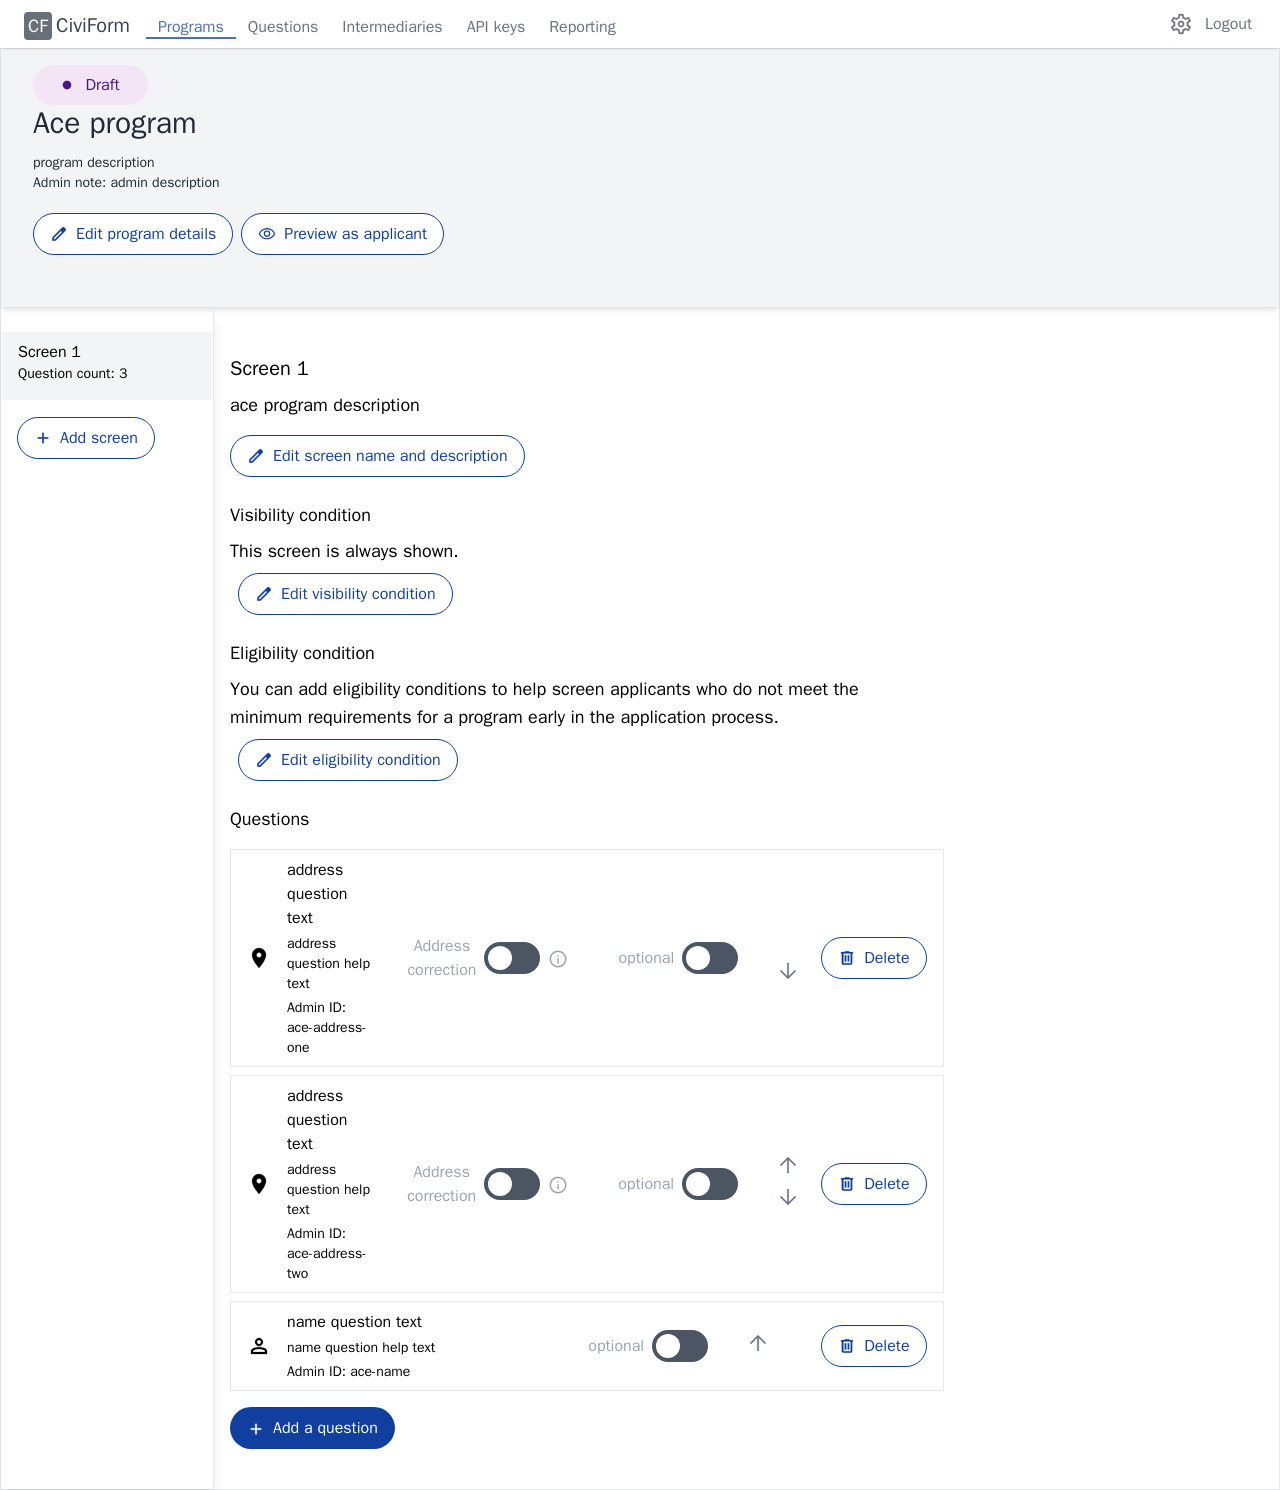 CF CiviForm Programs Questions Intermediaries API keys Reporting Logout
Draft
Ace program
program description
Admin note: admin description
Edit program details Preview as applicant
Screen 1
Question count: 3
Add screen
Screen 1
ace program description
Edit screen name and description
Visibility condition
This screen is always shown.
Edit visibility condition
Eligibility condition
You can add eligibility conditions to help screen applicants who do not meet the
minimum requirements for a program early in the application process.
Edit eligibility condition
Questions
address
question
text
address
question help
text
Admin ID:
ace-address-
one
Address
correction
optional
Delete
address
question
text
address
question help
text
Admin ID:
ace-address-
two
Address
correction
optional
Delete
name question text
name question help text
Admin ID: ace-name
optional
Delete
Add a question